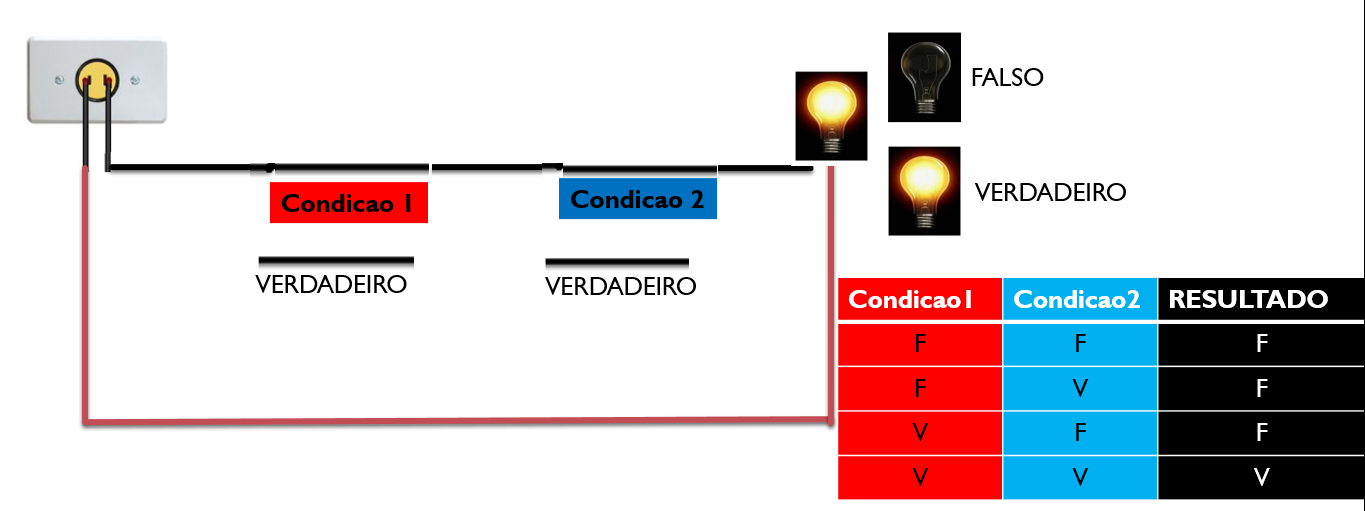 FALSO
VERDADEIRO
Condicao 1
Condicao 2
VERDADEIRO
VERDADEIRO
Condicao1 Condicao2 RESULTADO
F F F
F V F
V F F
V V V